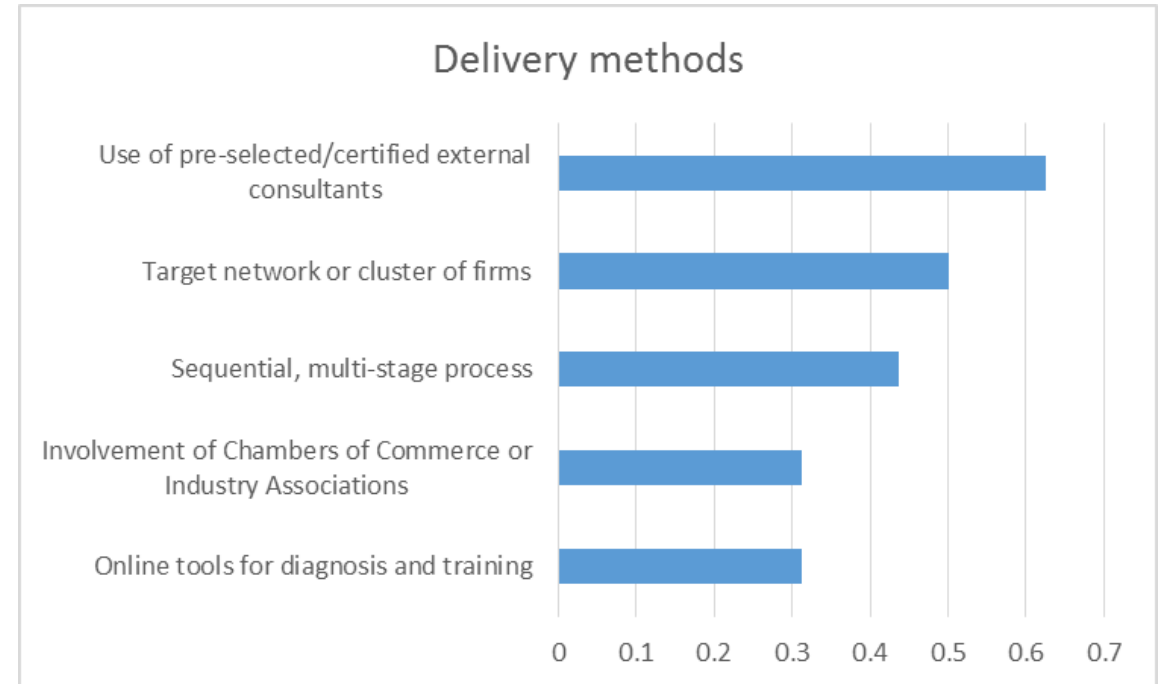 Delivery methods
Use of pre-selected/certified external
consultants
Target network or cluster of firms
Sequential, multi-stage process
Involvement of Chambers of Commerce or
Industry Associations
Online tools for diagnosis and training
0 0.1 0.2 0.3 0.4 0.5 0.6 0.7